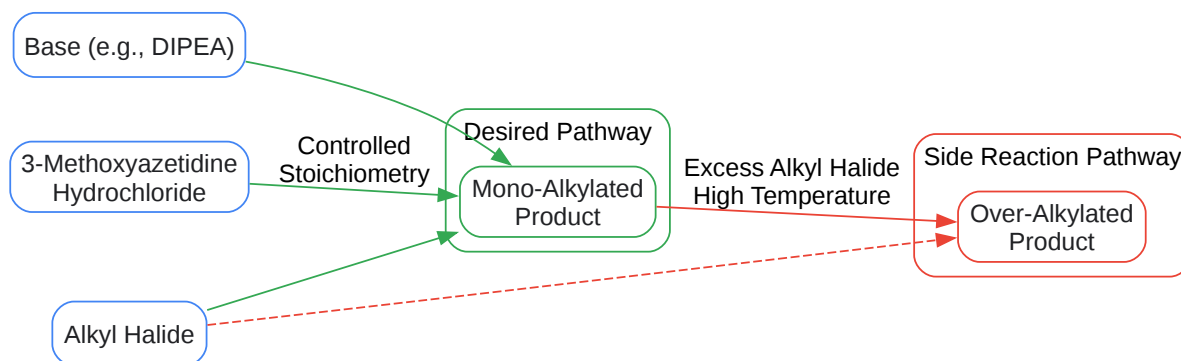 Base (e.g., DIPEA)
3-Methoxyazetidine
Hydrochloride
Alkyl Halide
Controlled
Stoichiometry
Desired Pathway
Mono-Alkylated
Product
Excess Alkyl Halide
High Temperature
Side Reaction Pathway
Over-Alkylated
Product